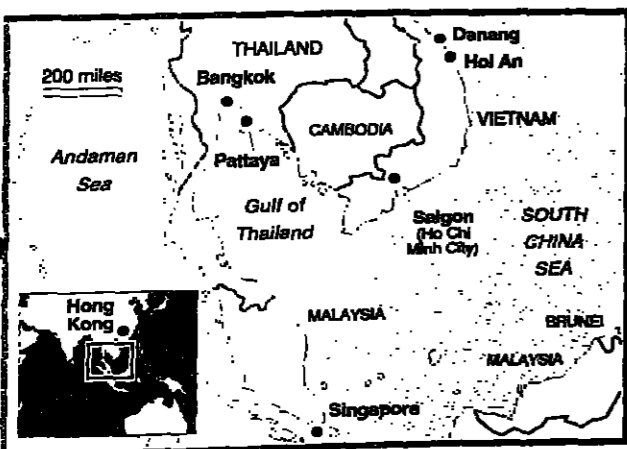 Danang
Hoi An
THAILAND
200 miles
Bangkok
VIETNAM
CAMBODIA
Andaman
Sea
Pattaya
Gulf of
Thailand
Saigon
(Ho Chi
Minh City)
SOUTH
CHINA
SEA
Hong
Kong
MALAYSIA
BRUNEI
MALAYSIA
Singapore